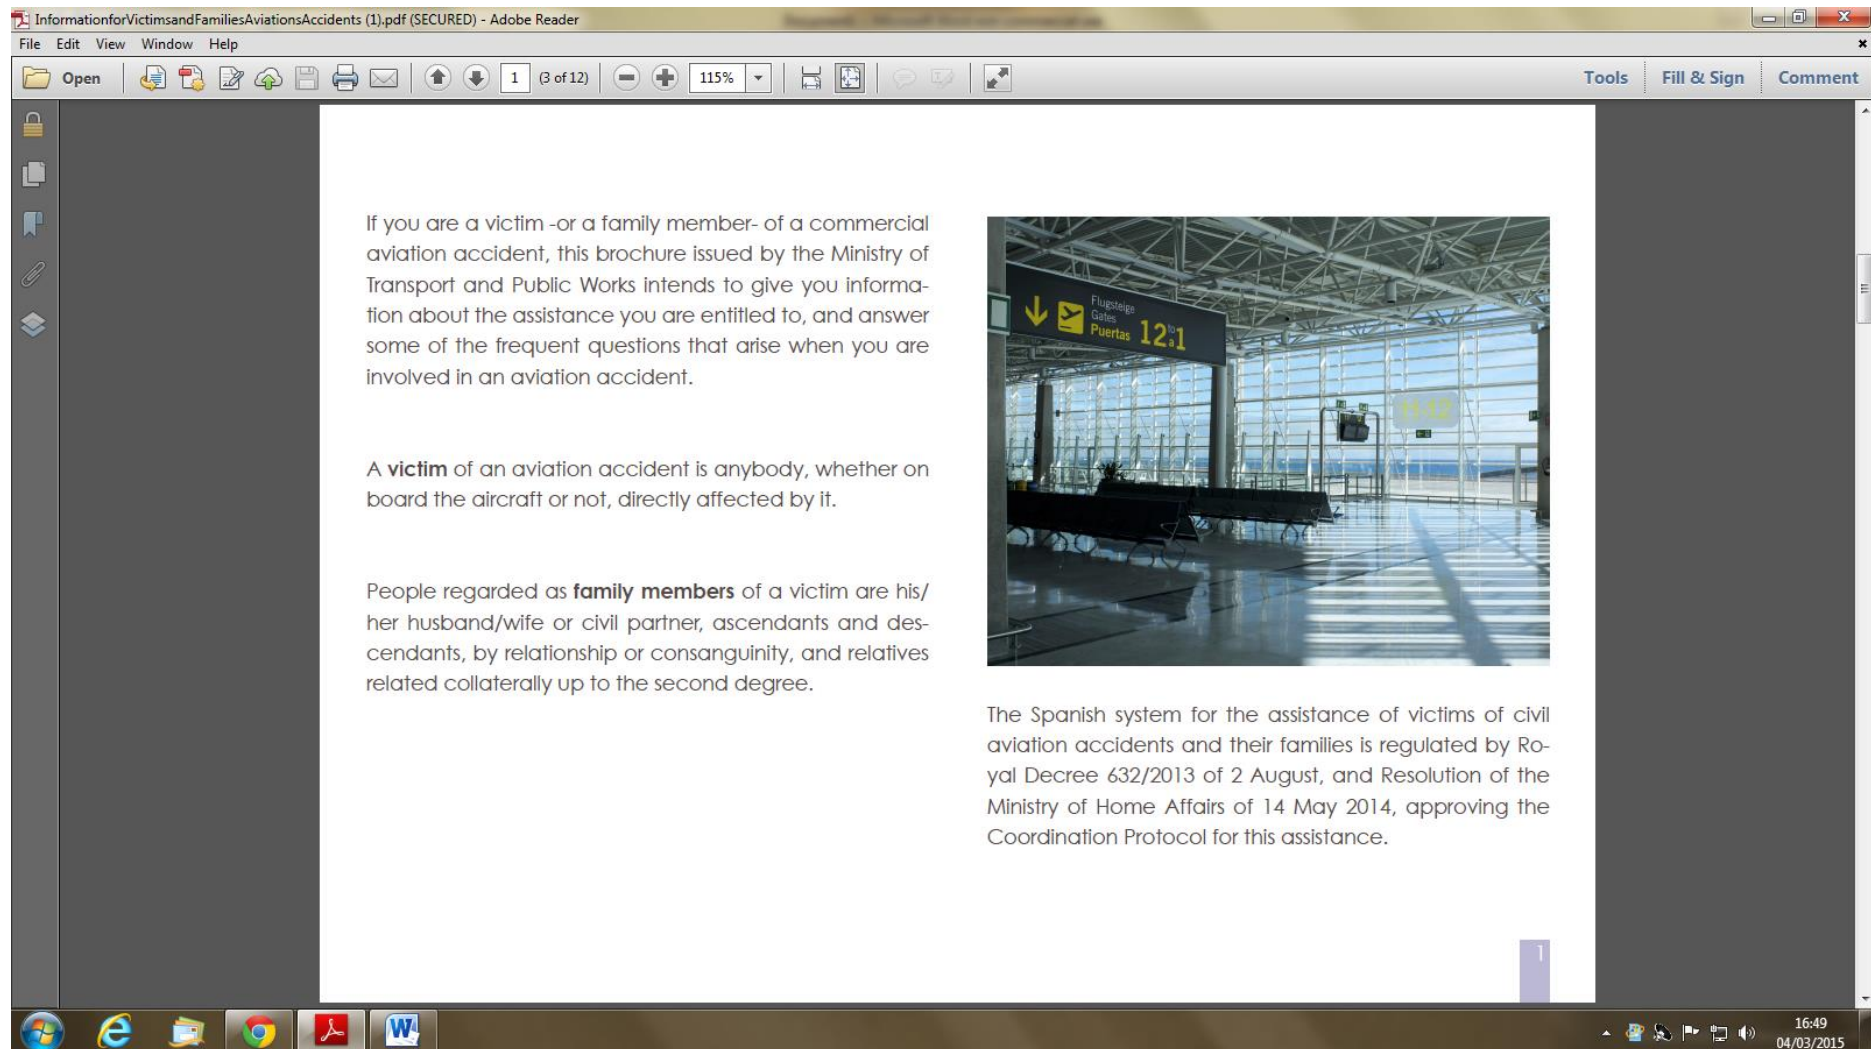 InformationforVictimsandFamiliesAviationsAccidents (1).pdf (SECURED) - Adobe Reader
File Edit View Window Help
Open 1 (3 of 12) 115% Tools Fill & Sign Comment
If you are a victim -or a family member- of a commercial
aviation accident, this brochure issued by the Ministry of
Transport and Public Works intends to give you informa-
tion about the assistance you are entitled to, and answer
some of the frequent questions that arise when you are
involved in an aviation accident.
A victim of an aviation accident is anybody, whether on
board the aircraft or not, directly affected by it.
People regarded as family members of a victim are his/
her husband/wife or civil partner, ascendants and des-
cendants, by relationship or consanguinity, and relatives
related collaterally up to the second degree.
Flugsteige
Gates
Puertas 12 to a 1
11-12
The Spanish system for the assistance of victims of civil
aviation accidents and their families is regulated by Ro-
yal Decree 632/2013 of 2 August, and Resolution of the
Ministry of Home Affairs of 14 May 2014, approving the
Coordination Protocol for this assistance.
1
16:49
04/03/2015